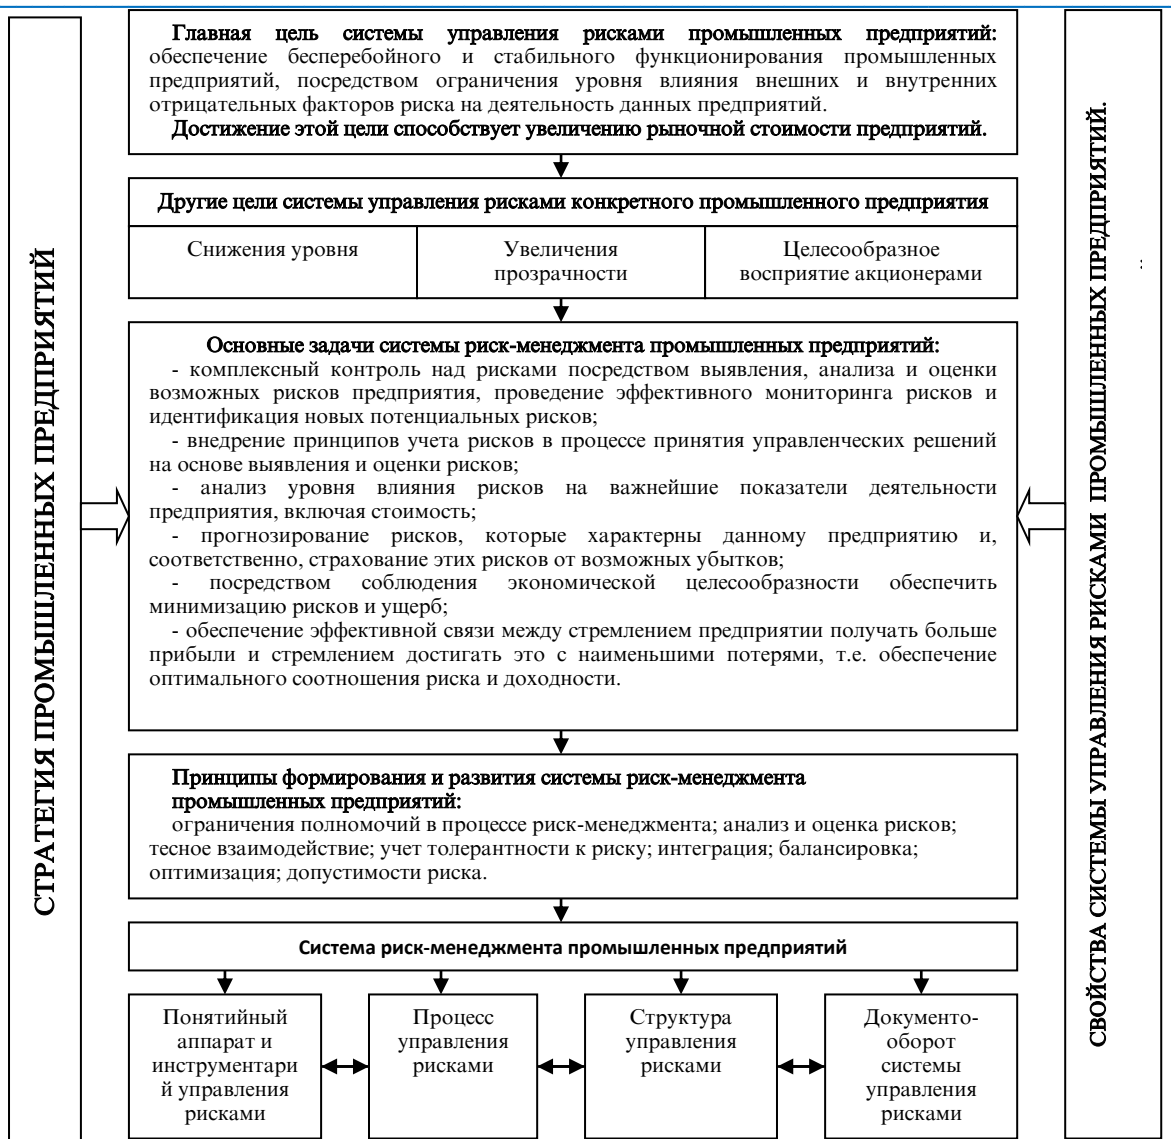 СТРАТЕГИЯ ПРОМЫШЛЕННЫХ ПРЕДПРИЯТИЙ
Главная цель системы управления рисками промышленных предприятий:
обеспечение бесперебойного и стабильного функционирования промышленных
предприятий, посредством ограничения уровня влияния внешних и внутренних
отрицательных факторов риска на деятельность данных предприятий.
Достижение этой цели способствует увеличению рыночной стоимости предприятий.
Другие цели системы управления рисками конкретного промышленного предприятия
Снижения уровня
Увеличения
прозрачности
Целесообразное
восприятие акционерами
Основные задачи системы риск-менеджмента промышленных предприятий:
- комплексный контроль над рисками посредством выявления, анализа и оценки
возможных рисков предприятия, проведение эффективного мониторинга рисков и
идентификация новых потенциальных рисков;
- внедрение принципов учета рисков в процессе принятия управленческих решений
на основе выявления и оценки рисков;
- анализ уровня влияния рисков на важнейшие показатели деятельности
предприятия, включая стоимость;
- прогнозирование рисков, которые характерны данному предприятию и,
соответственно, страхование этих рисков от возможных убытков;
- посредством соблюдения экономической целесообразности обеспечить
минимизацию рисков и ущерб;
- обеспечение эффективной связи между стремлением предприятии получать больше
прибыли и стремлением достигать это с наименьшими потерями, т.е. обеспечение
оптимального соотношения риска и доходности.
Принципы формирования и развития системы риск-менеджмента
промышленных предприятий:
ограничения полномочий в процессе риск-менеджмента; анализ и оценка рисков;
тесное взаимодействие; учет толерантности к риску; интеграция; балансировка;
оптимизация; допустимости риска.
Система риск-менеджмента промышленных предприятий
Понятийный
аппарат и
инструментари
й управления
рисками
Процесс
управления
рисками
Структура
управления
рисками
Документо-
оборот
системы
управления
рисками
СВОЙСТВА СИСТЕМЫ УПРАВЛЕНИЯ РИСКАМИ ПРОМЫШЛЕННЫХ ПРЕДПРИЯТИЙ.